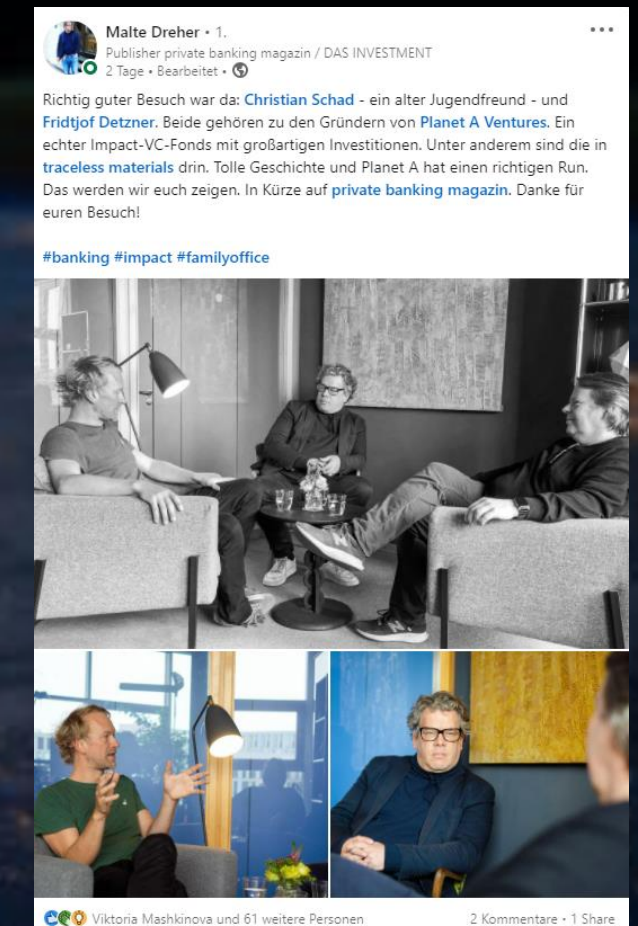 Malte Dreher • 1.
Publisher private banking magazin / DAS INVESTMENT
2 Tage • Bearbeitet •
Richtig guter Besuch war da: Christian Schad - ein alter Jugendfreund - und
Fridtjof Detzner. Beide gehören zu den Gründern von Planet A Ventures. Ein
echter Impact-VC-Fonds mit großartigen Investitionen. Unter anderem sind die in
traceless materials drin. Tolle Geschichte und Planet A hat einen richtigen Run.
Das werden wir euch zeigen. In Kürze auf private banking magazin. Danke für
euren Besuch!
#banking #impact #familyoffice
Viktoria Mashkinova und 61 weitere Personen
2 Kommentare • 1 Share